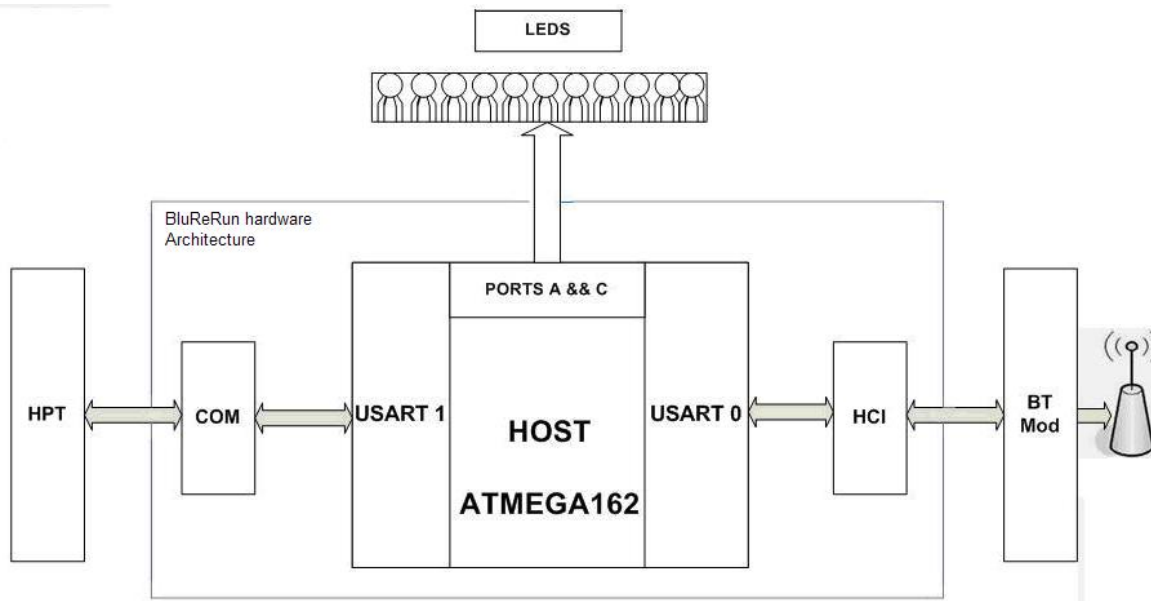 LEDS
BluReRun hardware
Architecture
PORTS A && C
HPT
COM
USART 1
HOST
ATMEGA162
USART 0
HCI
BT
Mod